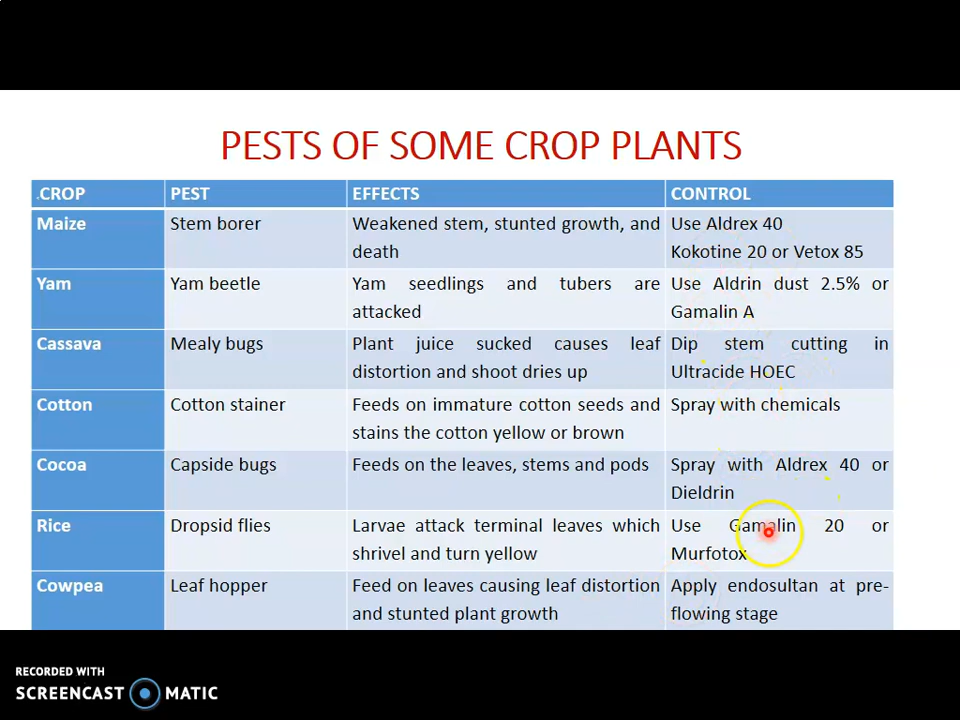 PESTS OF SOME CROP PLANTS
.CROP PEST EFFECTS CONTROL
Maize Stem borer Weakened stem, stunted growth, and death Use Aldrex 40 Kokotine 20 or Vetox 85
Yam Yam beetle Yam seedlings and tubers are attacked Use Aldrin dust 2.5% or Gamalin A
Cassava Mealy bugs Plant juice sucked causes leaf distortion and shoot dries up Dip stem cutting in Ultracide HOEC
Cotton Cotton stainer Feeds on immature cotton seeds and stains the cotton yellow or brown Spray with chemicals
Cocoa Capside bugs Feeds on the leaves, stems and pods Spray with Aldrex 40 or Dieldrin
Rice Dropsid flies Larvae attack terminal leaves which shrivel and turn yellow Use Gamalin 20 or Murfotox
Cowpea Leaf hopper Feed on leaves causing leaf distortion and stunted plant growth Apply endosultan at pre-flowing stage
RECORDED WITH
SCREENCAST MATIC